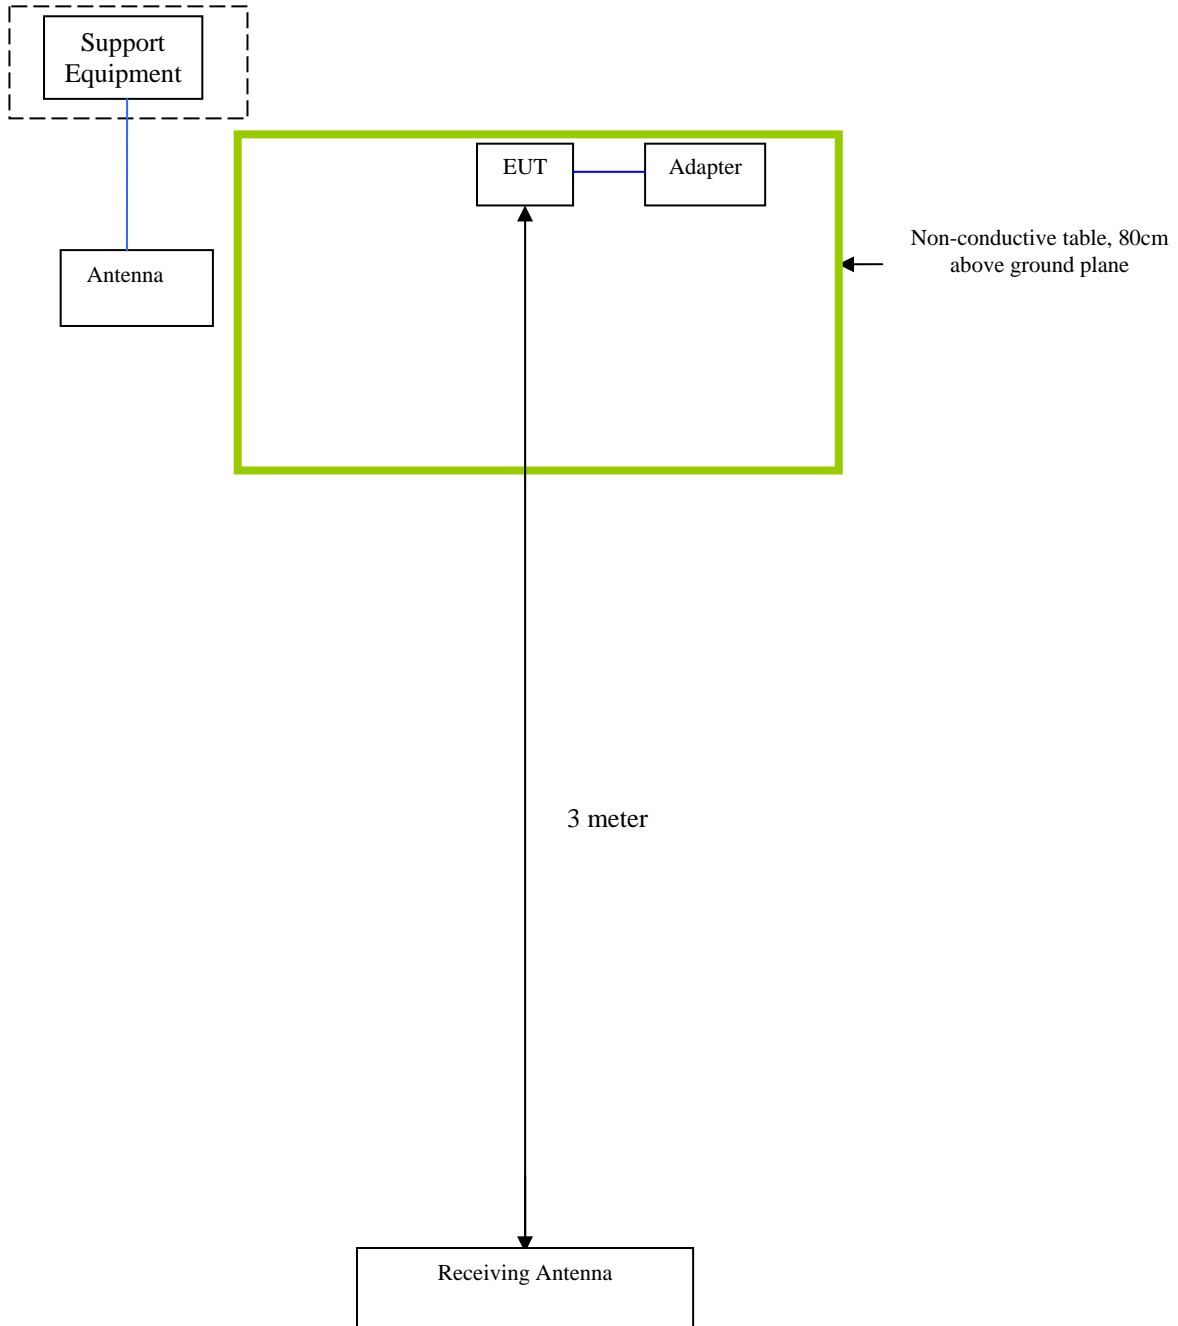 Support
Equipment
EUT
Adapter
Non-conductive table, 80cm
above ground plane
Antenna
3 meter
Receiving Antenna